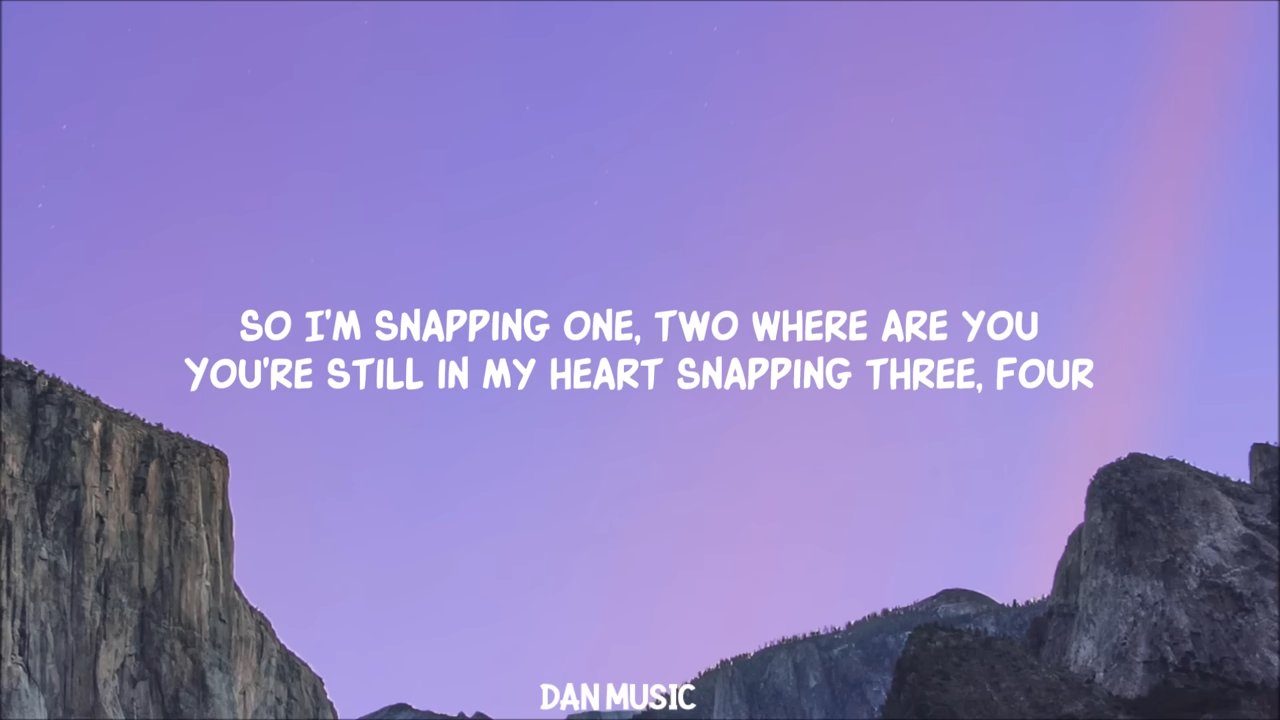 SO I'M SNAPPING ONE, TWO WHERE ARE YOU
YOU'RE STILL IN MY HEART SNAPPING THREE, FOUR
DAN MUSIC